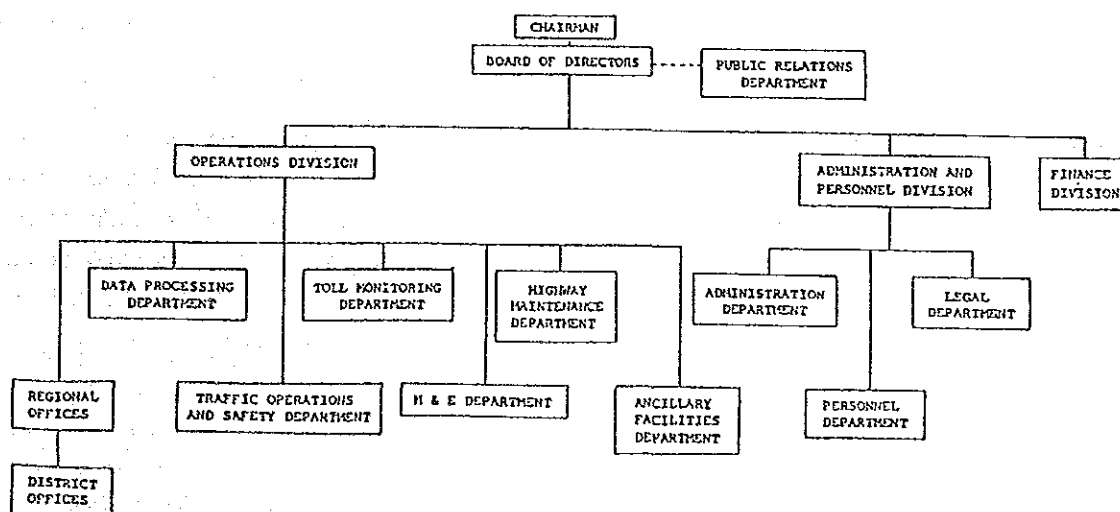 CHAIRMAN
BOARD OF DIRECTORS
PUBLIC RELATIONS
DEPARTMENT
OPERATIONS DIVISION
ADMINISTRATION AND
PERSONNEL DIVISION
FINANCE
DIVISION
DATA PROCESSING
DEPARTMENT
TOLL MONITORING
DEPARTMENT
HIGHWAY
MAINTENANCE
DEPARTMENT
ADMINISTRATION
DEPARTMENT
LEGAL
DEPARTMENT
REGIONAL
OFFICES
TRAFFIC OPERATIONS
AND SAFETY DEPARTMENT
M & E DEPARTMENT
ANCILLARY
FACILITIES
DEPARTMENT
PERSONNEL
DEPARTMENT
DISTRICT
OFFICES